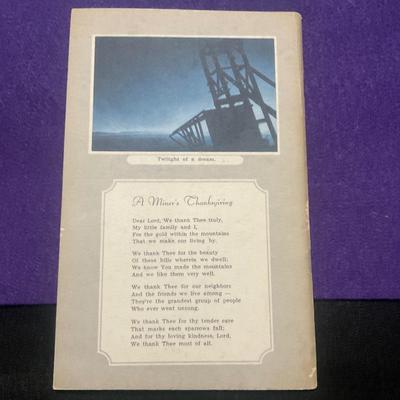 Twilight of a dream.
A Miner's Thanksgiving
Dear Lord, We thank Thee truly,
My little family and I,
For the gold within the mountains
That we make our living by.
We thank Thee for the beauty
Of these hills wherein we dwell;
We know You made the mountains
And we like them very well.
We thank Thee for our neighbors
And the friends we live among —
They're the grandest group of people
Who ever went unsung.
We thank Thee for thy tender care
That marks each sparrows fall;
And for thy loving kindness, Lord,
We thank Thee most of all.